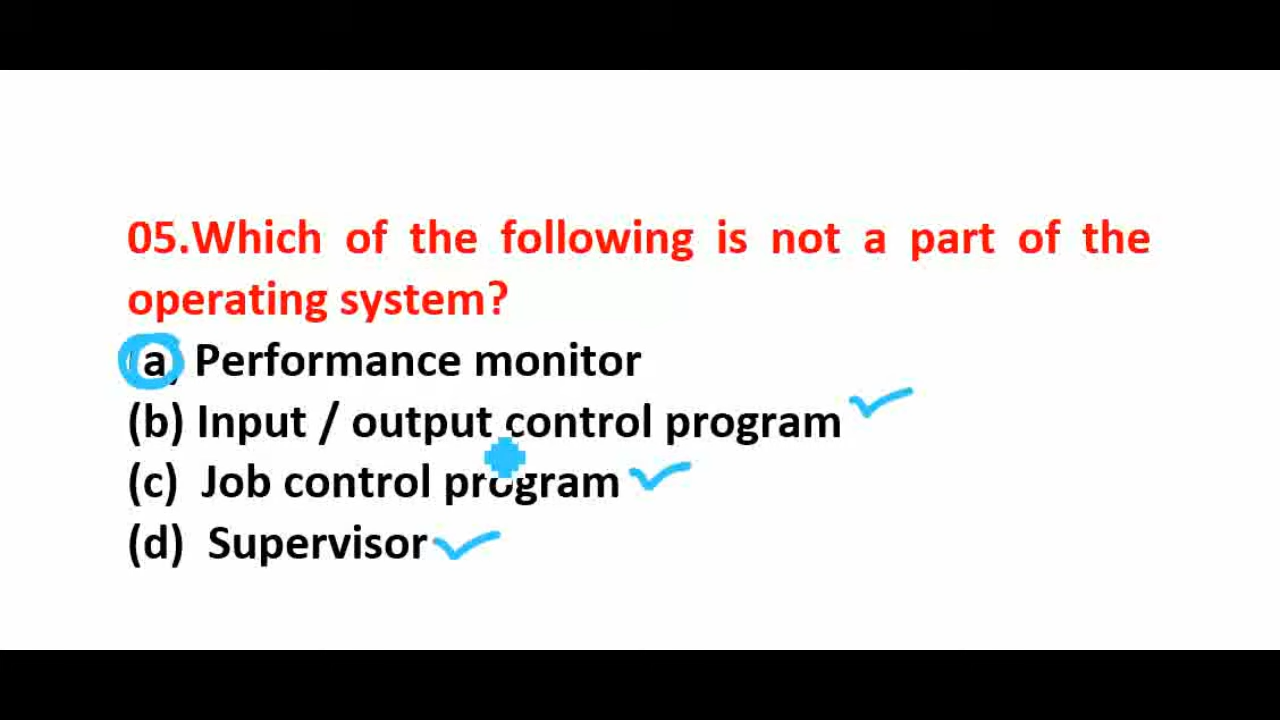 05.Which of the following is not a part of the
operating system?
(a) Performance monitor
(b) Input / output control program
(c) Job control program
(d) Supervisor